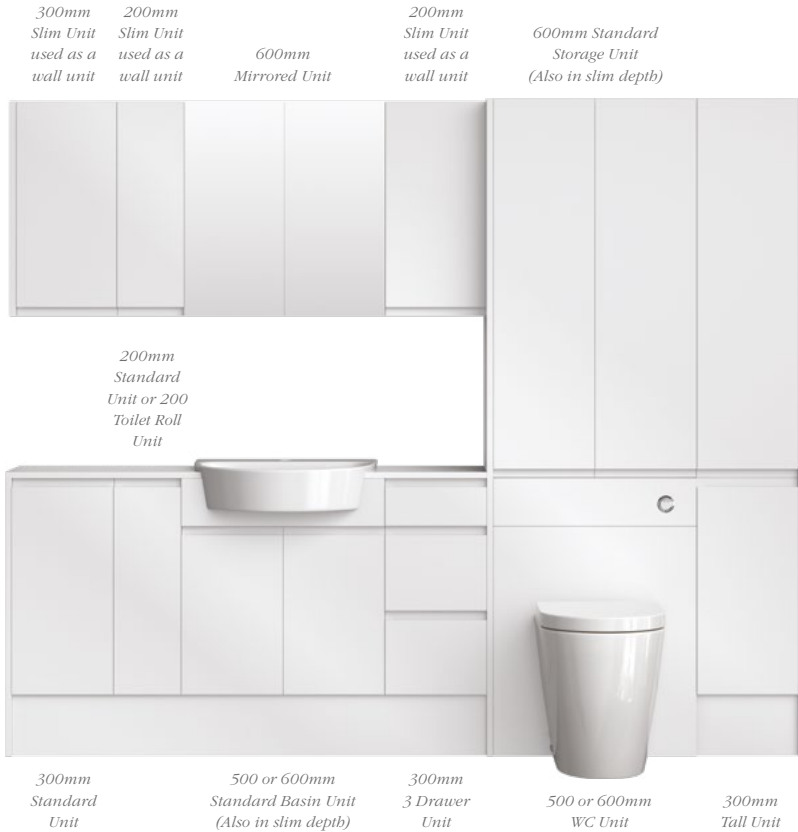 300mm
Slim Unit
used as a
wall unit
200mm
Slim Unit
used as a
wall unit
600mm
Mirrored Unit
200mm
Slim Unit
used as a
wall unit
600mm Standard
Storage Unit
(Also in slim depth)
200mm
Standard
Unit or 200
Toilet Roll
Unit
300mm
Standard
Unit
500 or 600mm
Standard Basin Unit
(Also in slim depth)
300mm
3 Drawer
Unit
500 or 600mm
WC Unit
300mm
Tall Unit